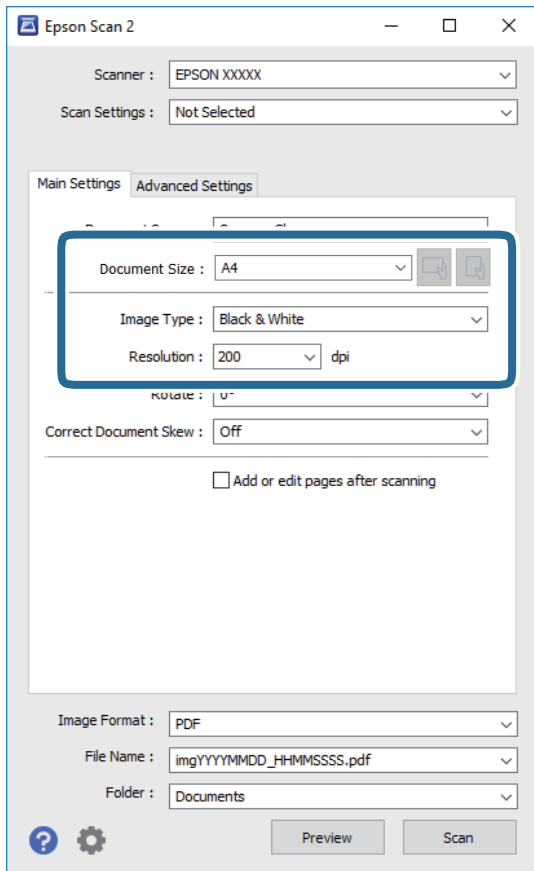 Epson Scan 2
Scanner : EPSON XXXXX
Scan Settings : Not Selected
Main Settings Advanced Settings
Document Size : A4
Image Type : Black & White
Resolution : 200 dpi
Rotate : 0°
Correct Document Skew : Off
Add or edit pages after scanning
Image Format : PDF
File Name : imgYYYYMMDD_HHMMSSSS.pdf
Folder : Documents
Preview Scan